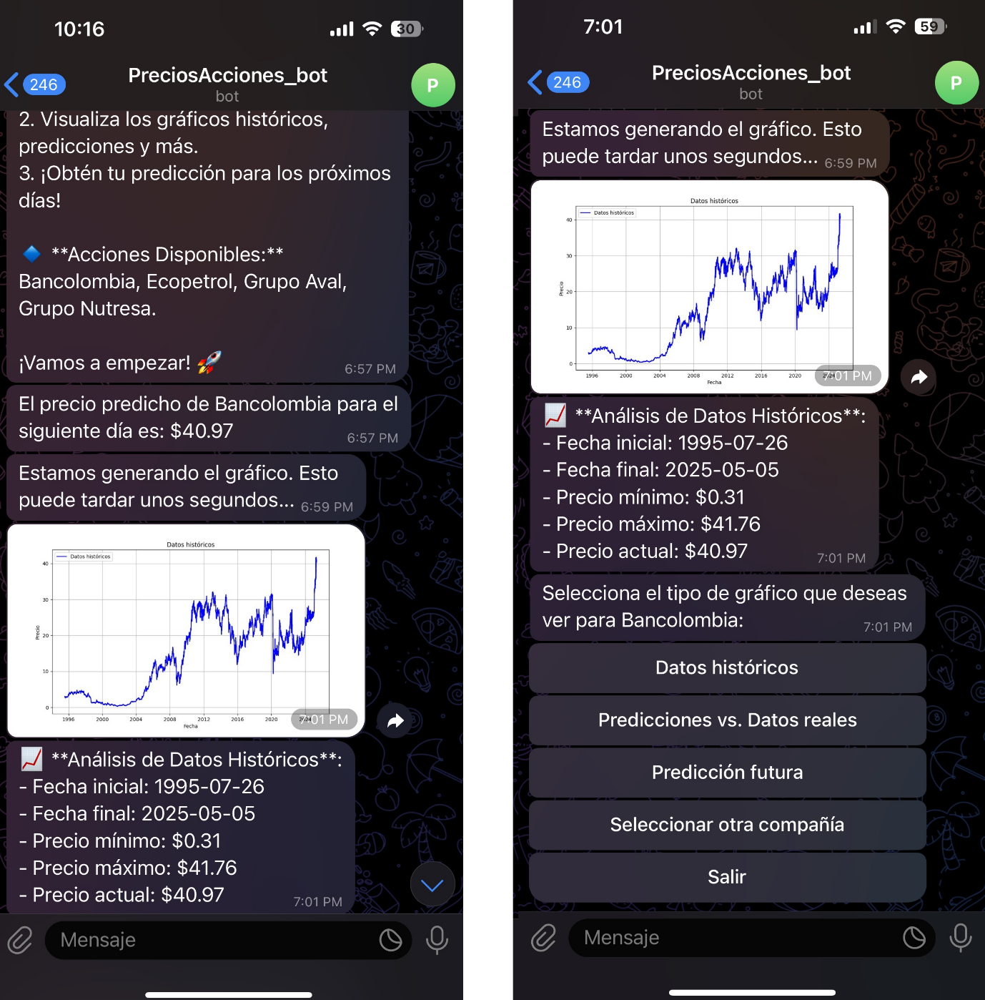 10:16
30
246
PreciosAcciones_bot
bot
P
2. Visualiza los gráficos históricos,
predicciones y más.
3. ¡Obtén tu predicción para los próximos
días!
🔷 **Acciones Disponibles:**
Bancolombia, Ecopetrol, Grupo Aval,
Grupo Nutresa.
¡Vamos a empezar! 🚀
6:57 PM
El precio predicho de Bancolombia para el
siguiente día es: $40.97
6:57 PM
Estamos generando el gráfico. Esto
puede tardar unos segundos...
6:59 PM
Datos históricos
Datos históricos
40
30
20
10
0
Precio
1996 2000 2004 2008 2012 2016 2020 2024
Fecha
7:01 PM
📈 **Análisis de Datos Históricos**:
- Fecha inicial: 1995-07-26
- Fecha final: 2025-05-05
- Precio mínimo: $0.31
- Precio máximo: $41.76
- Precio actual: $40.97
7:01 PM
Mensaje
7:01
59
246
PreciosAcciones_bot
bot
P
Estamos generando el gráfico. Esto
puede tardar unos segundos...
6:59 PM
Datos históricos
Datos históricos
40
30
20
10
0
Precio
1996 2000 2004 2008 2012 2016 2020 2024
Fecha
7:01 PM
📈 **Análisis de Datos Históricos**:
- Fecha inicial: 1995-07-26
- Fecha final: 2025-05-05
- Precio mínimo: $0.31
- Precio máximo: $41.76
- Precio actual: $40.97
7:01 PM
Selecciona el tipo de gráfico que deseas
ver para Bancolombia:
7:01 PM
Datos históricos
Predicciones vs. Datos reales
Predicción futura
Seleccionar otra compañía
Salir
Mensaje